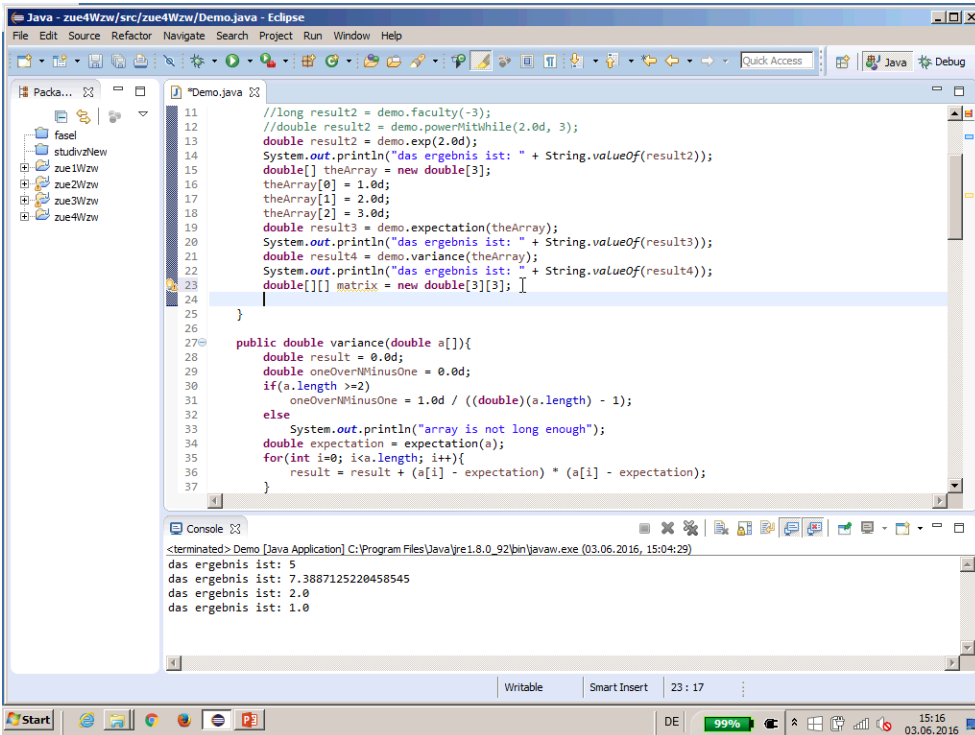 Java - zue4Wzw/src/zue4Wzw/Demo.java - Eclipse
File Edit Source Refactor Navigate Search Project Run Window Help
Quick Access
Java
Debug
Packa...
fasel
studivzNew
zue1Wzw
zue2Wzw
zue3Wzw
zue4Wzw
*Demo.java
11 //long result2 = demo.faculty(-3);
12 //double result2 = demo.powerMitWhile(2.0d, 3);
13 double result2 = demo.exp(2.0d);
14 System.out.println("das ergebnis ist: " + String.valueOf(result2));
15 double[] theArray = new double[3];
16 theArray[0] = 1.0d;
17 theArray[1] = 2.0d;
18 theArray[2] = 3.0d;
19 double result3 = demo.expectation(theArray);
20 System.out.println("das ergebnis ist: " + String.valueOf(result3));
21 double result4 = demo.variance(theArray);
22 System.out.println("das ergebnis ist: " + String.valueOf(result4));
23 double[][] matrix = new double[3][3];
24
25 }
26
27 public double variance(double a[]){
28 double result = 0.0d;
29 double oneOverNMinusOne = 0.0d;
30 if(a.length >=2)
31 oneOverNMinusOne = 1.0d / ((double)(a.length) - 1);
32 else
33 System.out.println("array is not long enough");
34 double expectation = expectation(a);
35 for(int i=0; i<a.length; i++){
36 result = result + (a[i] - expectation) * (a[i] - expectation);
37 }
Console
<terminated> Demo [Java Application] C:\Program Files\Java\jre1.8.0_92\bin\javaw.exe (03.06.2016, 15:04:29)
das ergebnis ist: 5
das ergebnis ist: 7.3887125220458545
das ergebnis ist: 2.0
das ergebnis ist: 1.0
Writable
Smart Insert
23 : 17
Start
DE
99%
15:16
03.06.2016